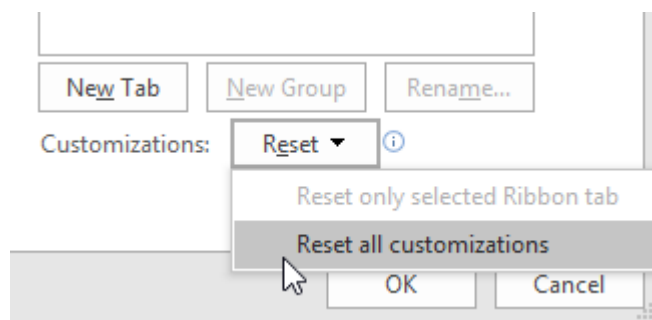 New Tab New Group Rename...
Customizations: Reset
Reset only selected Ribbon tab
Reset all customizations
OK Cancel